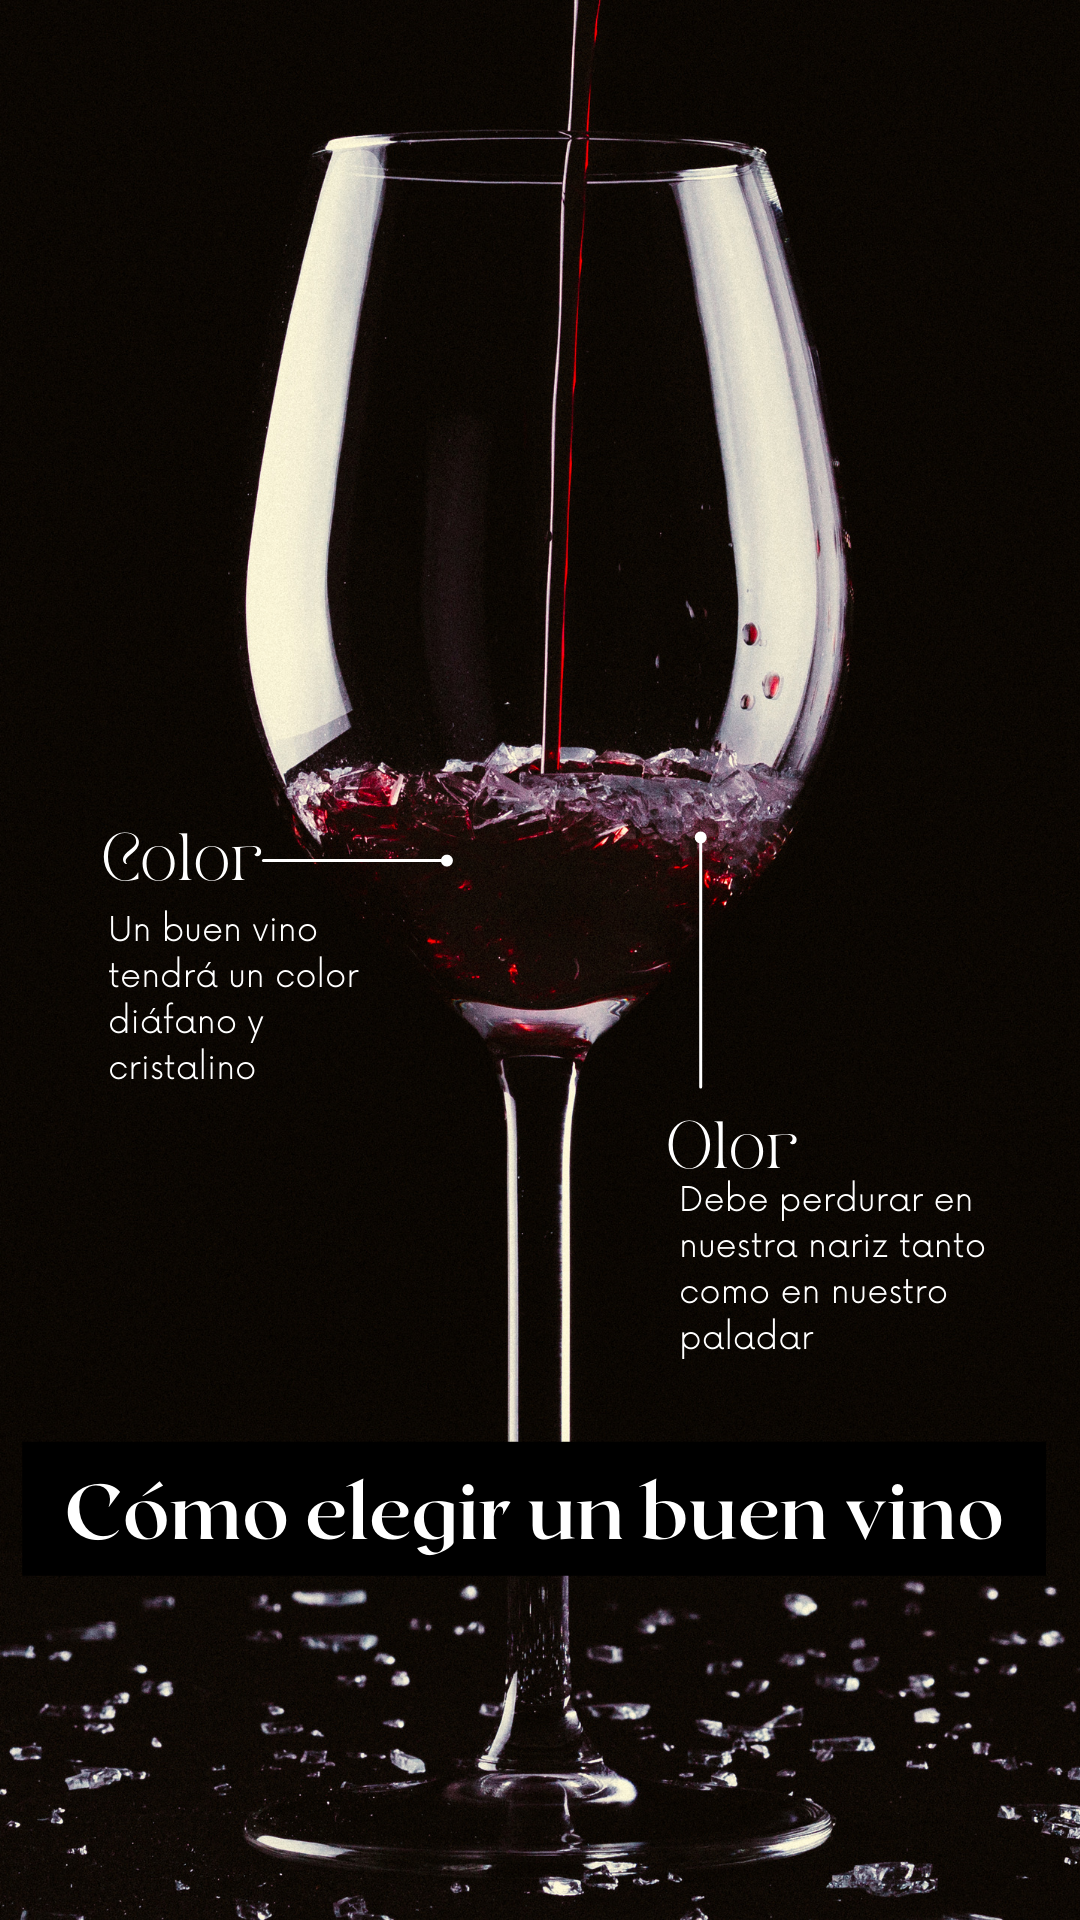 Color
Un buen vino
tendrá un color
diáfano y
cristalino
Olor
Debe perdurar en
nuestra nariz tanto
como en nuestro
paladar
Cómo elegir un buen vino